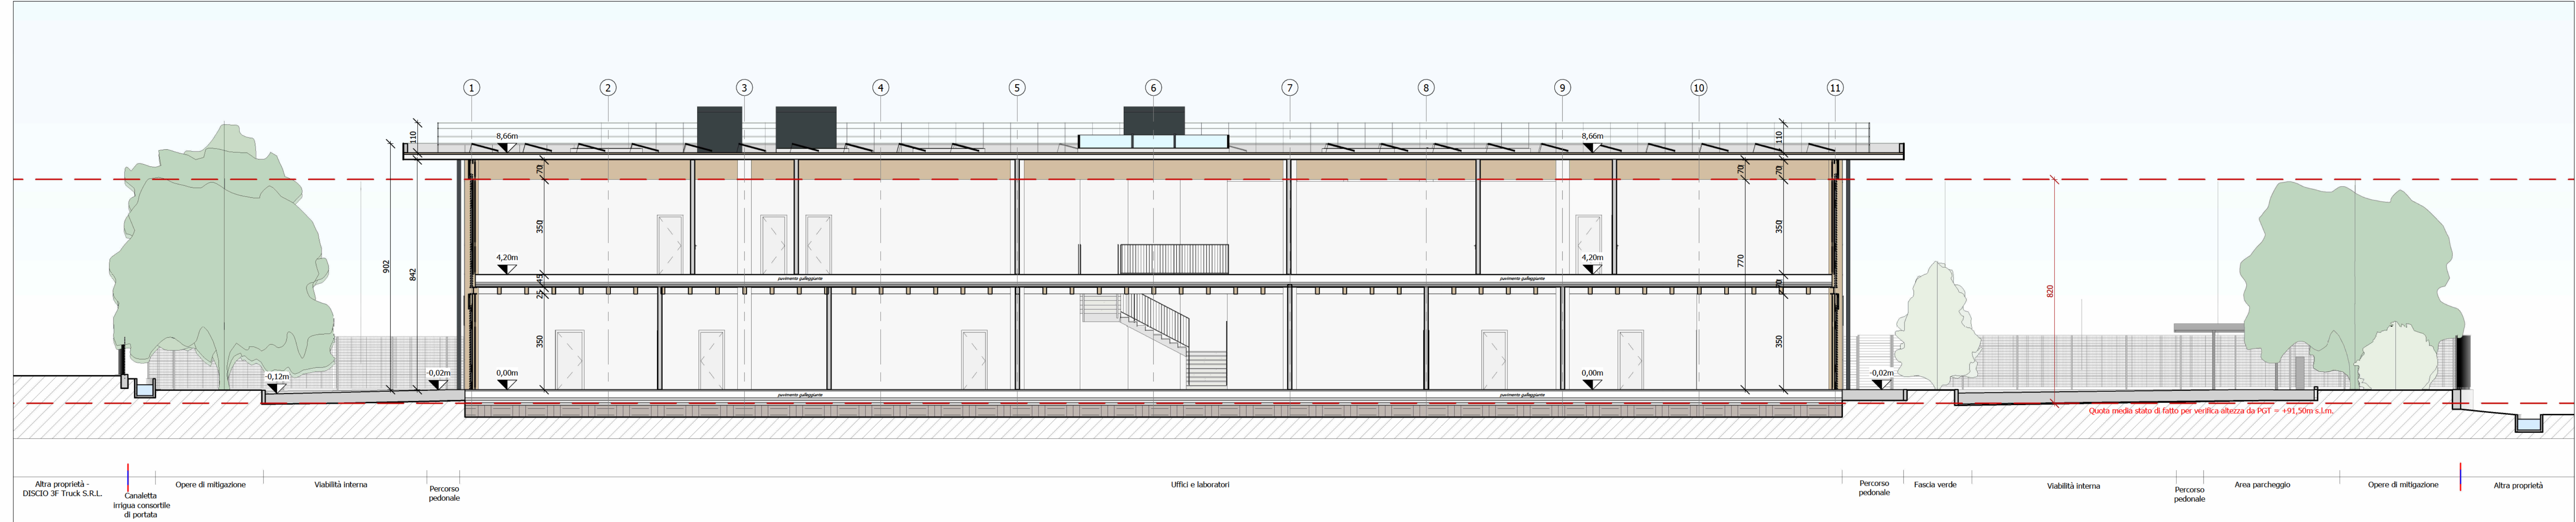 1 2 3 4 5 6 7 8 9 10 11
110
8,66m
8,66m
110
70
70
70
902
842
350
350
350
820
4,20m
4,20m
770
pavimento galleggiante
pavimento galleggiante
45
25
70
350
350
-0,12m
-0,02m
0,00m
0,00m
-0,02m
pavimento galleggiante
pavimento galleggiante
Quota media stato di fatto per verifica altezza da PGT = +91,50m s.l.m.
Altra proprietà -
DISCIO 3F Truck S.R.L.
Canaletta
irrigua consortile
di portata
Opere di mitigazione
Viabilità interna
Percorso
pedonale
Uffici e laboratori
Percorso
pedonale
Fascia verde
Viabilità interna
Percorso
pedonale
Area parcheggio
Opere di mitigazione
Altra proprietà